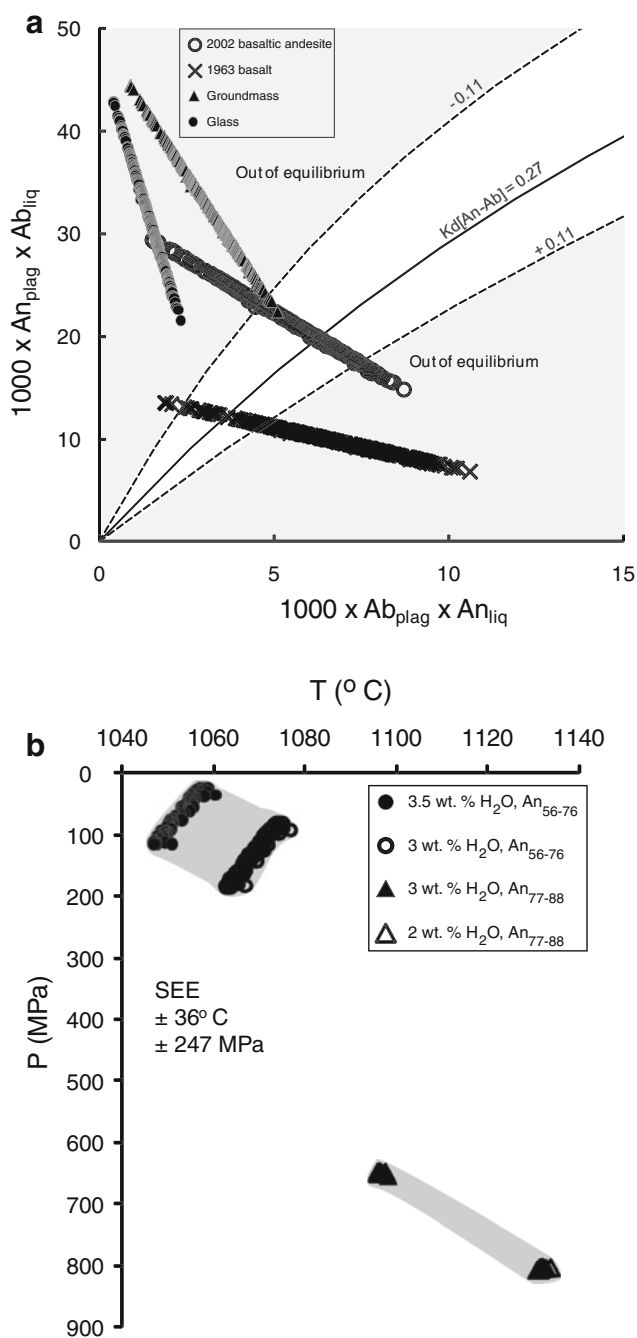 a
50
40
30
20
10
0
0
5
10
15
1000 x An_plag x Ab_liq
1000 x Ab_plag x An_liq
2002 basaltic andesite
1963 basalt
Groundmass
Glass
Out of equilibrium
- 0.11
Kd[An-Ab] = 0.27
+ 0.11
Out of equilibrium
b
T (° C)
1040
1060
1080
1100
1120
1140
0
100
200
300
400
500
600
700
800
900
P (MPa)
3.5 wt. % H2O, An56-76
3 wt. % H2O, An56-76
3 wt. % H2O, An77-88
2 wt. % H2O, An77-88
SEE
± 36° C
± 247 MPa